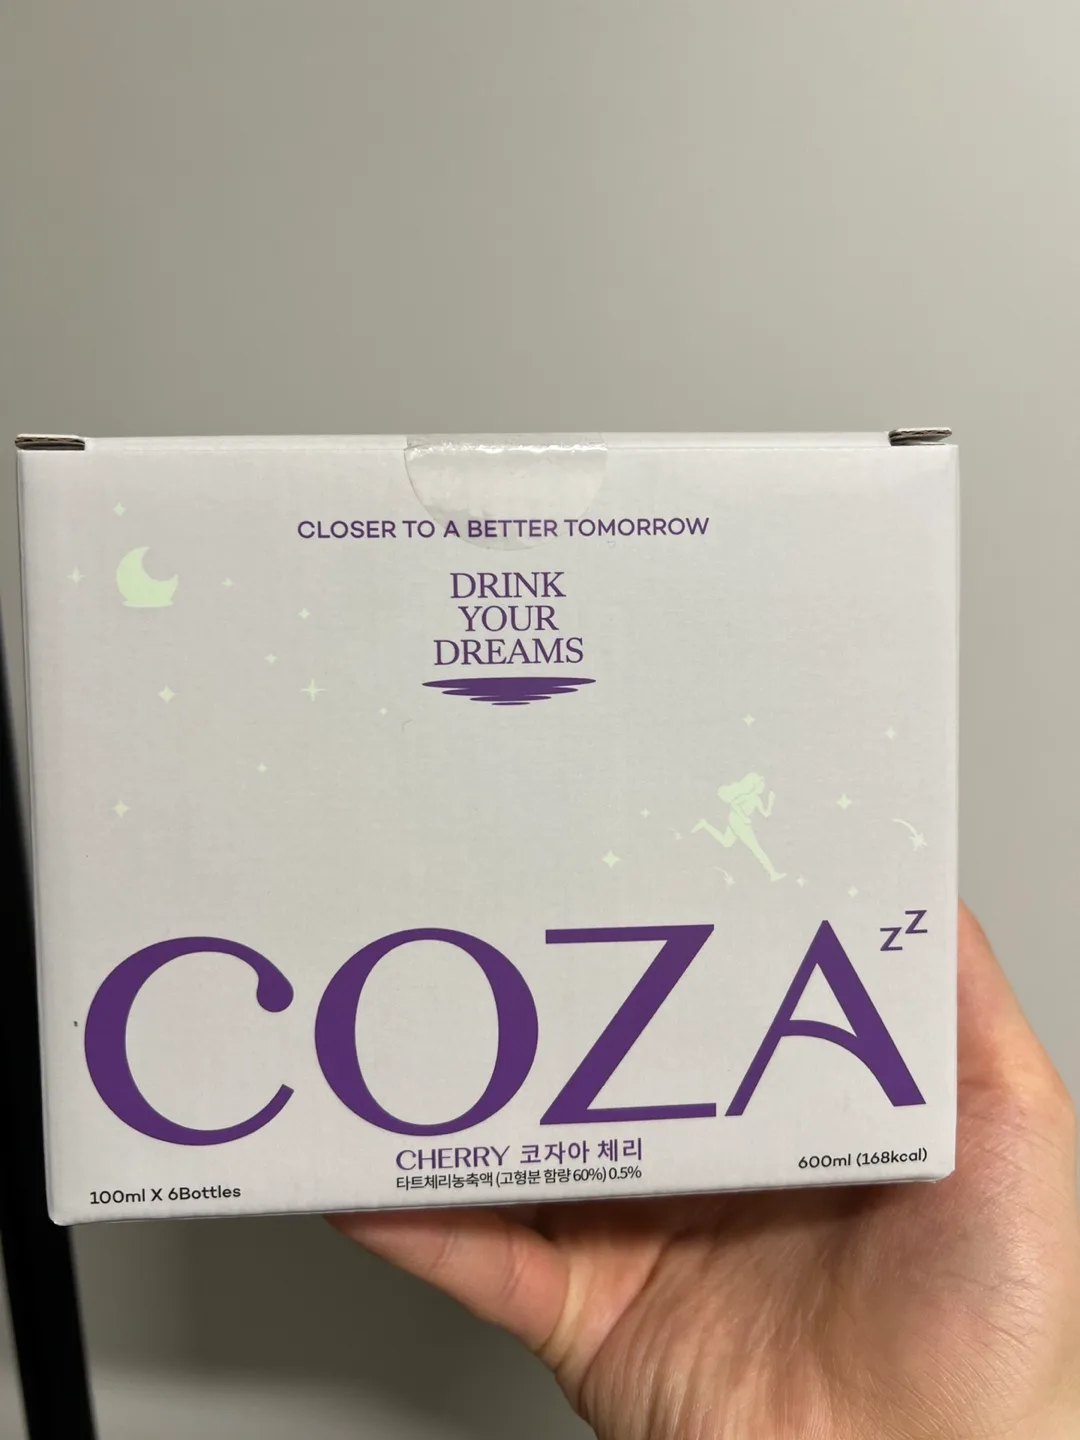 CLOSER TO A BETTER TOMORROW
DRINK
YOUR
DREAMS
COZA zz
CHERRY 코자아 체리
타트체리농축액 (고형분 함량 60%) 0.5%
100ml X 6Bottles
600ml (168kcal)